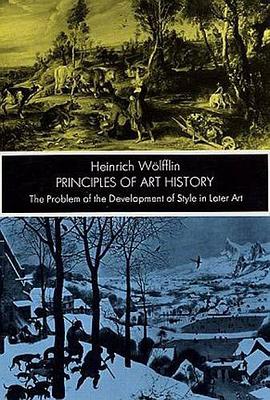 Heinrich Wölfflin
PRINCIPLES OF ART HISTORY
The Problem of the Development of Style in Later Art